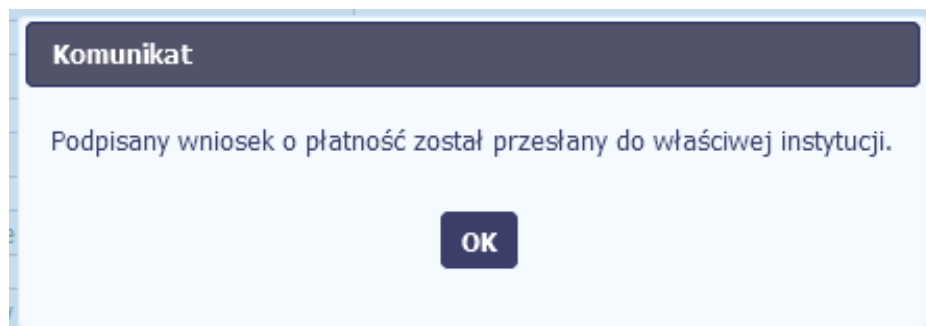 Komunikat
Podpisany wniosek o płatność został przesłany do właściwej instytucji.
OK